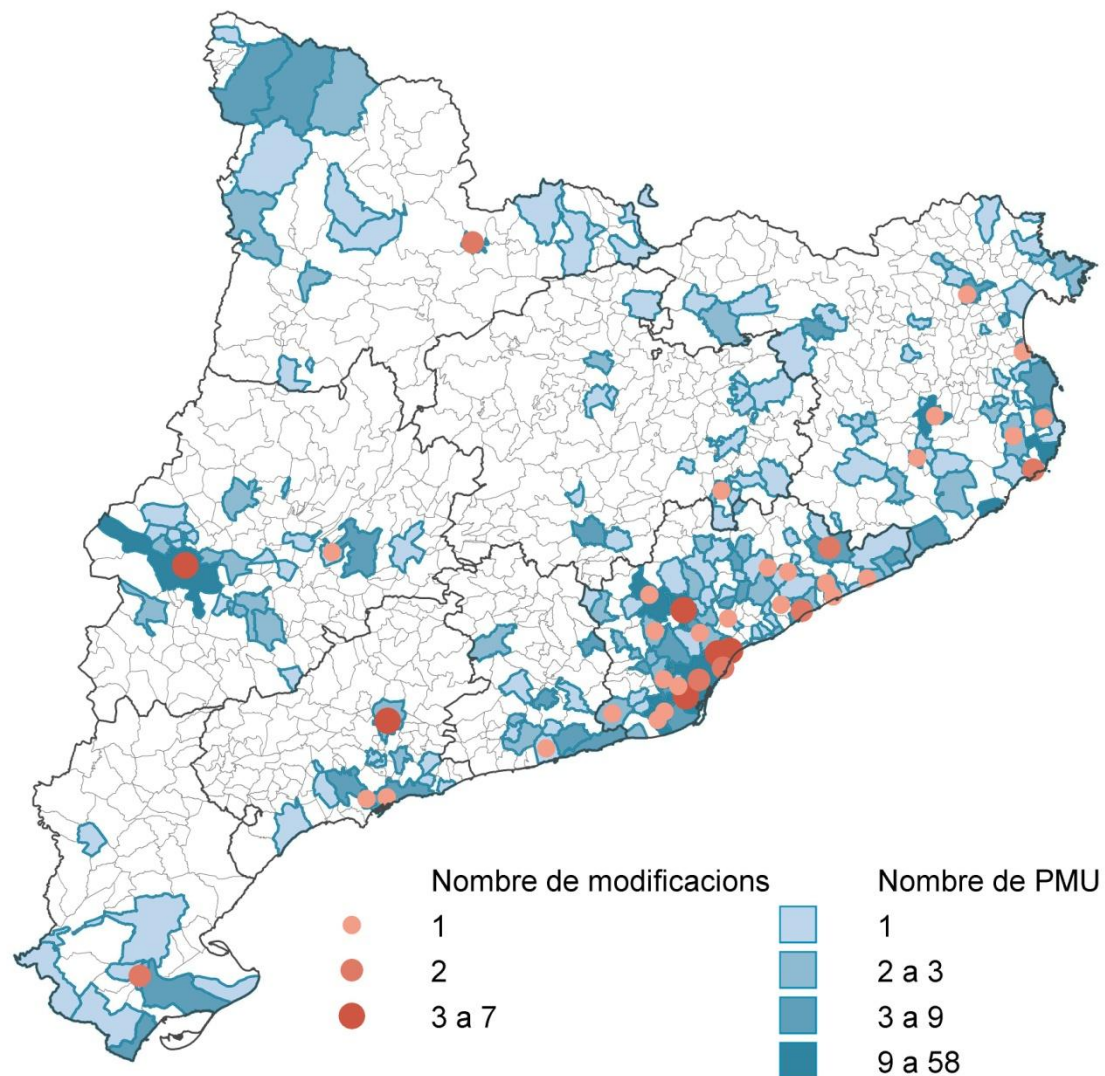 Nombre de modificacions
1
2
3 a 7
Nombre de PMU
1
2 a 3
3 a 9
9 a 58